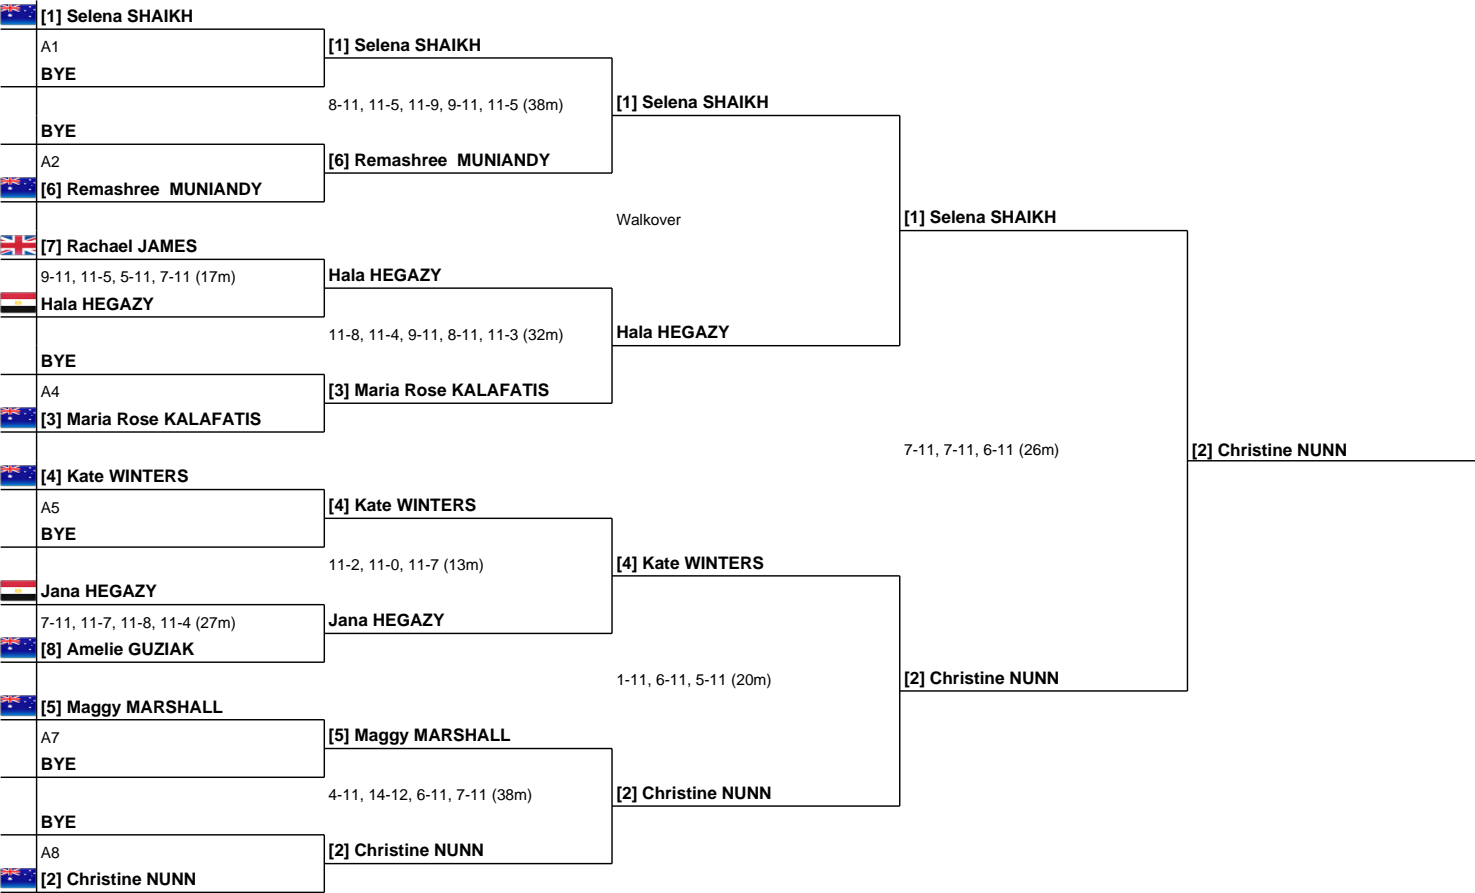 [1] Selena SHAIKH
A1
BYE
BYE
A2
[6] Remashree  MUNIANDY
[7] Rachael JAMES
9-11, 11-5, 5-11, 7-11 (17m)
Hala HEGAZY
BYE
A4
[3] Maria Rose KALAFATIS
[4] Kate WINTERS
A5
BYE
Jana HEGAZY
7-11, 11-7, 11-8, 11-4 (27m)
[8] Amelie GUZIAK
[5] Maggy MARSHALL
A7
BYE
BYE
A8
[2] Christine NUNN
[1] Selena SHAIKH
8-11, 11-5, 11-9, 9-11, 11-5 (38m)
[6] Remashree  MUNIANDY
Hala HEGAZY
11-8, 11-4, 9-11, 8-11, 11-3 (32m)
[3] Maria Rose KALAFATIS
[4] Kate WINTERS
11-2, 11-0, 11-7 (13m)
Jana HEGAZY
[5] Maggy MARSHALL
4-11, 14-12, 6-11, 7-11 (38m)
[2] Christine NUNN
[1] Selena SHAIKH
Walkover
Hala HEGAZY
[4] Kate WINTERS
1-11, 6-11, 5-11 (20m)
[2] Christine NUNN
[1] Selena SHAIKH
7-11, 7-11, 6-11 (26m)
[2] Christine NUNN
[2] Christine NUNN